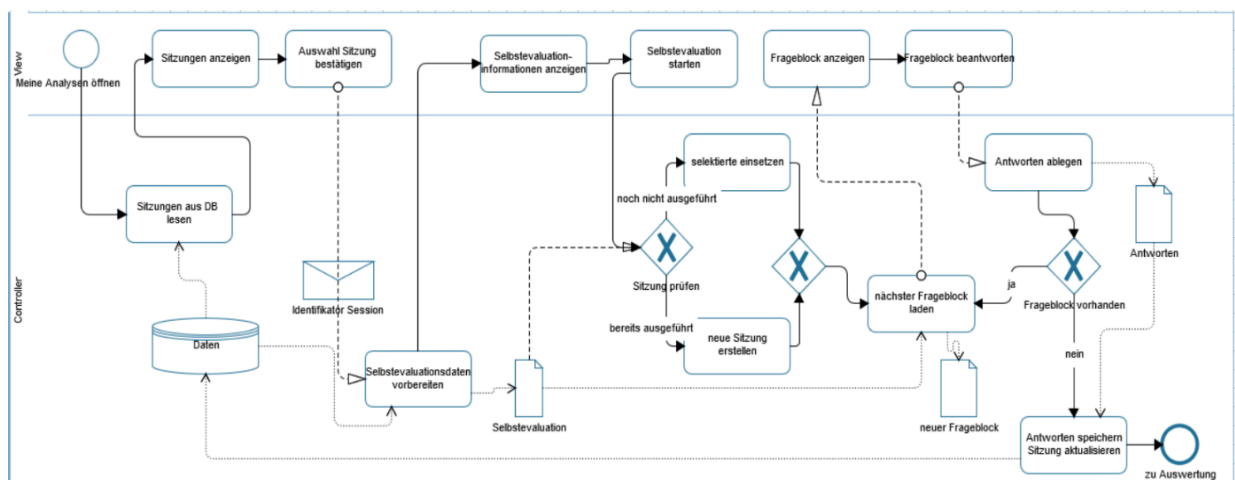 View
Meine Analysen öffnen
Sitzungen anzeigen
Auswahl Sitzung
bestätigen
Selbstevaluation-
informationen anzeigen
Selbstevaluation
starten
Frageblock anzeigen
Frageblock beantworten
Controller
Sitzungen aus DB
lesen
Identifikator Session
Daten
Selbstevaluationsdaten
vorbereiten
Selbstevaluation
selektierte einsetzen
noch nicht ausgeführt
Sitzung prüfen
bereits ausgeführt
neue Sitzung
erstellen
nächster Frageblock
laden
neuer Frageblock
Antworten ablegen
Antworten
ja
Frageblock vorhanden
nein
Antworten speichern
Sitzung aktualisieren
zu Auswertung